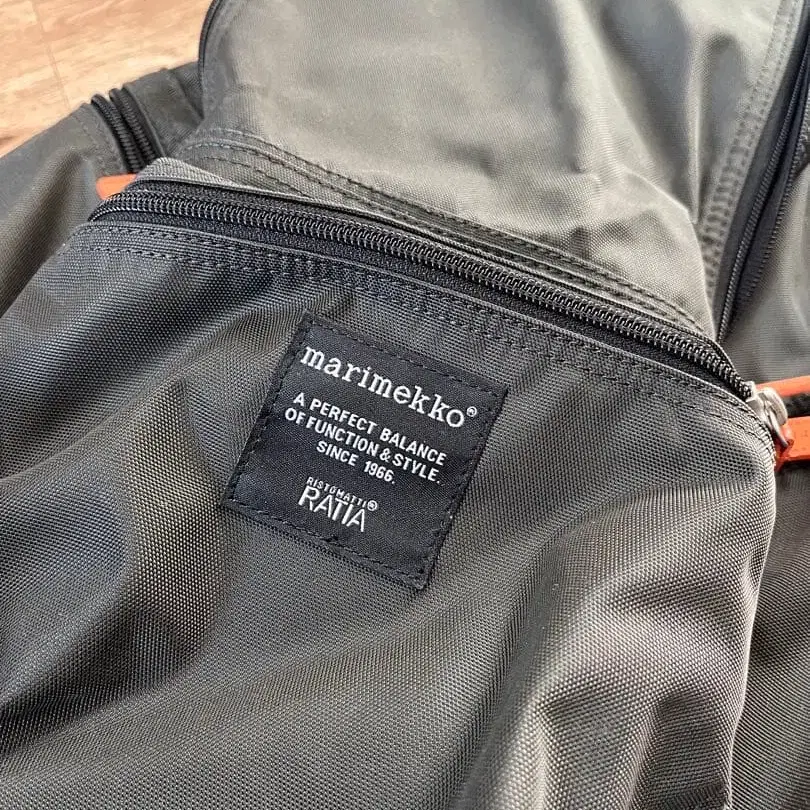 marimekko®
A PERFECT BALANCE
OF FUNCTION & STYLE.
SINCE 1966.
RISTOMATTI®
RATIA